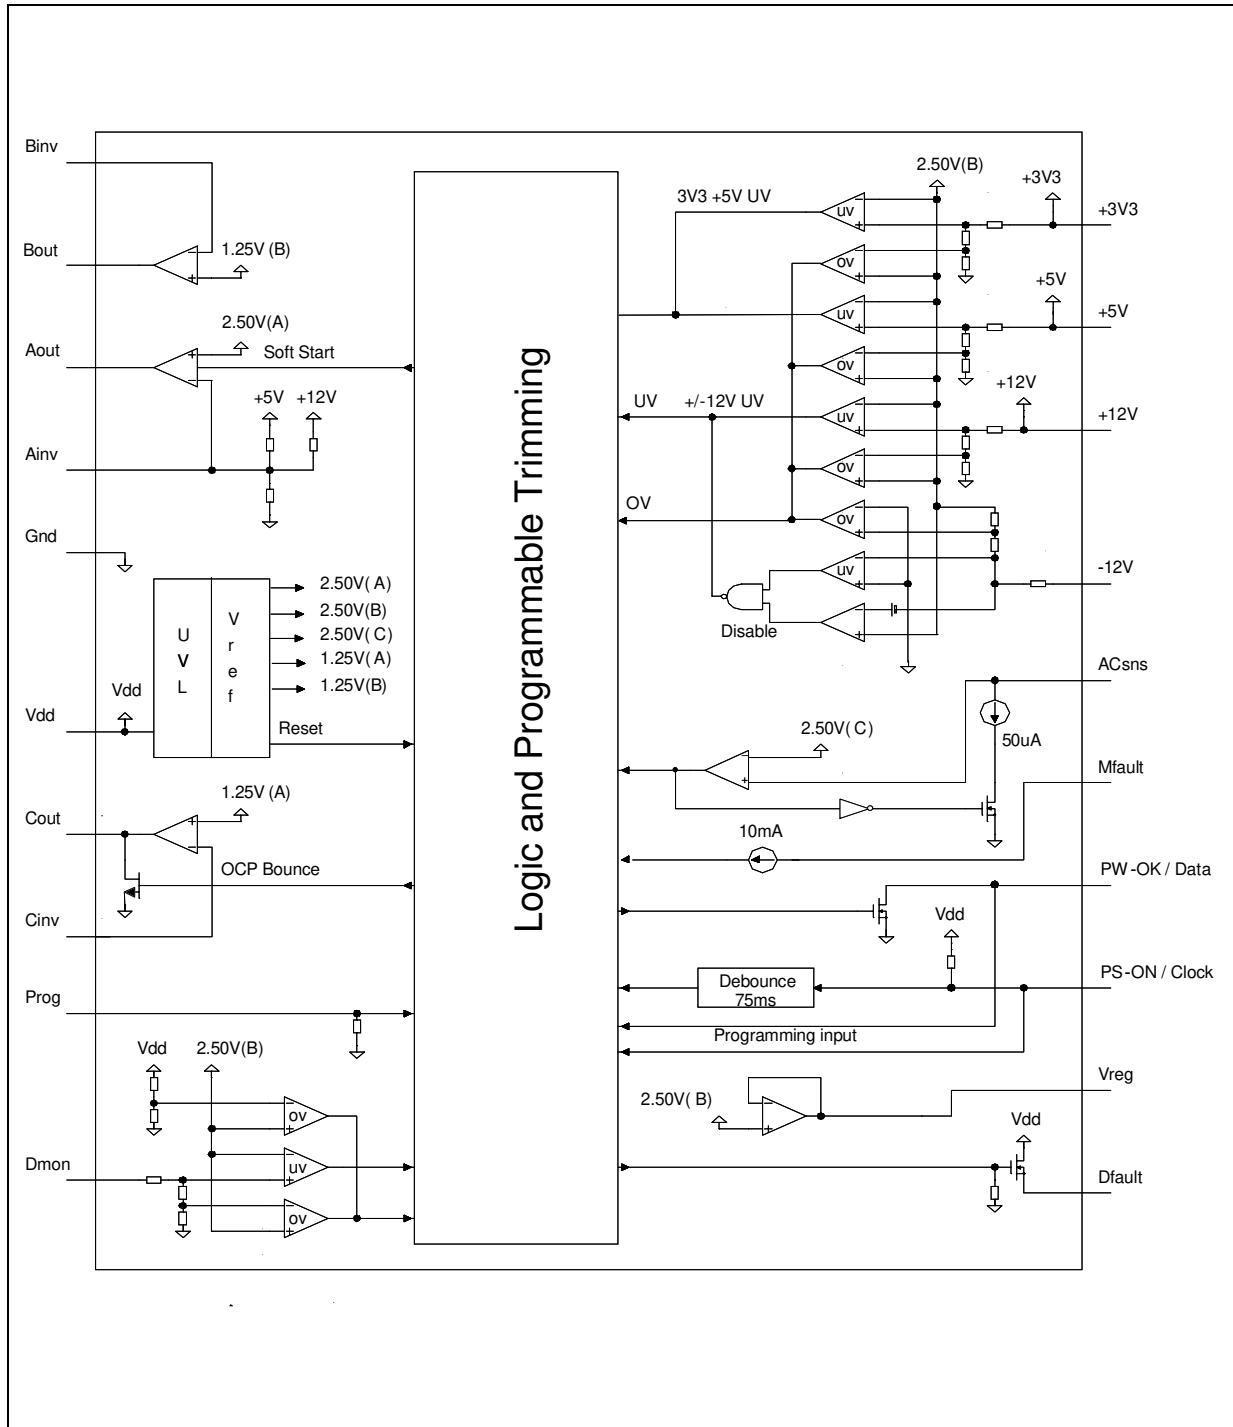 Binv
Bout
1.25V (B)
Aout
2.50V(A)
Soft Start
+5V
+12V
Ainv
Gnd
UVL
Vref
2.50V( A)
2.50V(B)
2.50V( C)
1.25V (A)
1.25V(B)
Vdd
Vdd
Reset
1.25V (A)
Cout
OCP Bounce
Cinv
Prog
Vdd
2.50V(B)
ov
uv
ov
Dmon
Logic and Programmable Trimming
3V3 +5V UV
2.50V(B)
+3V3
+3V3
uv
ov
+5V
+5V
uv
ov
+12V
+12V
UV
+/-12V UV
uv
ov
OV
ov
uv
-12V
Disable
ACsns
2.50V( C)
50uA
Mfault
10mA
PW-OK / Data
Vdd
PS-ON / Clock
Debounce
75ms
Programming input
Vreg
2.50V( B)
Vdd
Dfault